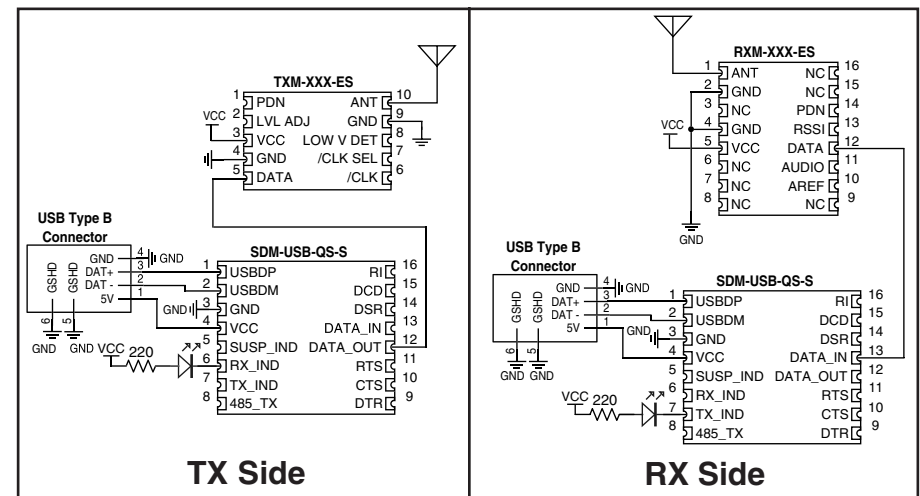 TXM-XXX-ES
1 PDN ANT 10
2 LVL ADJ GND 9
VCC 3 VCC LOW V DET 8
4 GND /CLK SEL 7
5 DATA /CLK 6
USB Type B
Connector
GND 4 GND
DAT+ 3
DAT - 2
5V 1
GSHD GSHD
6 5
GND GND
SDM-USB-QS-S
1 USBDP RI 16
2 USBDM DCD 15
GND 3 GND DSR 14
4 VCC DATA_IN 13
5 SUSP_IND DATA_OUT 12
VCC 220 6 RX_IND RTS 11
7 TX_IND CTS 10
8 485_TX DTR 9
TX Side
RXM-XXX-ES
1 ANT NC 16
2 GND NC 15
3 NC PDN 14
4 GND RSSI 13
VCC 5 VCC DATA 12
6 NC AUDIO 11
7 NC AREF 10
8 NC NC 9
GND
USB Type B
Connector
GND 4 GND
DAT+ 3
DAT - 2
5V 1
GSHD GSHD
6 5
GND GND
SDM-USB-QS-S
1 USBDP RI 16
2 USBDM DCD 15
GND 3 GND DSR 14
4 VCC DATA_IN 13
5 SUSP_IND DATA_OUT 12
6 RX_IND RTS 11
VCC 220 7 TX_IND CTS 10
8 485_TX DTR 9
RX Side